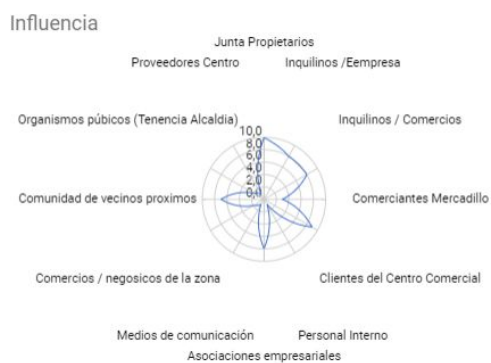 Influencia
Junta Propietarios
Proveedores Centro
Inquilinos /Eempresa
Organismos púbicos (Tenencia Alcaldia)
Inquilinos / Comercios
10,0
8,0
6,0
4,0
2,0
0,0
Comunidad de vecinos proximos
Comerciantes Mercadillo
Comercios / negosicos de la zona
Clientes del Centro Comercial
Medios de comunicación
Personal Interno
Asociaciones empresariales